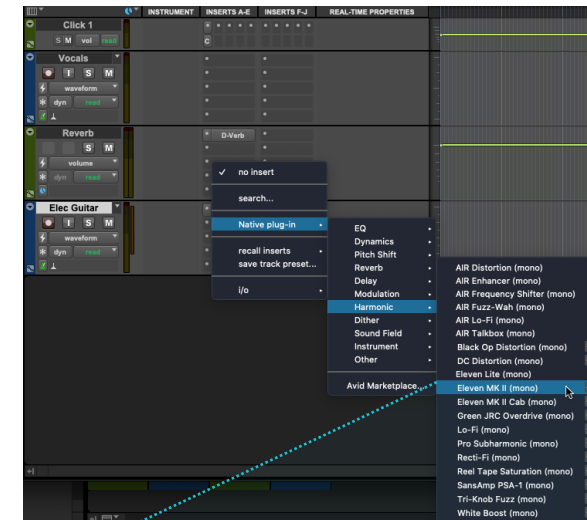 INSTRUMENT INSERTS A-E INSERTS F-J REAL-TIME PROPERTIES
Click 1
S M vol read
C
Vocals
I S M
waveform
dyn read
Reverb
D-Verb
S M
volume
dyn read
Elec Guitar
I S M
waveform
dyn read
✓ no insert
search...
Native plug-in
recall inserts
save track preset...
i/o
EQ
Dynamics
Pitch Shift
Reverb
Delay
Modulation
Harmonic
Dither
Sound Field
Instrument
Other
Avid Marketplace...
AIR Distortion (mono)
AIR Enhancer (mono)
AIR Frequency Shifter (mono)
AIR Fuzz-Wah (mono)
AIR Lo-Fi (mono)
AIR Talkbox (mono)
Black Op Distortion (mono)
DC Distortion (mono)
Eleven Lite (mono)
Eleven MK II (mono)
Eleven MK II Cab (mono)
Green JRC Overdrive (mono)
Lo-Fi (mono)
Pro Subharmonic (mono)
Recti-Fi (mono)
Reel Tape Saturation (mono)
SansAmp PSA-1 (mono)
Tri-Knob Fuzz (mono)
White Boost (mono)